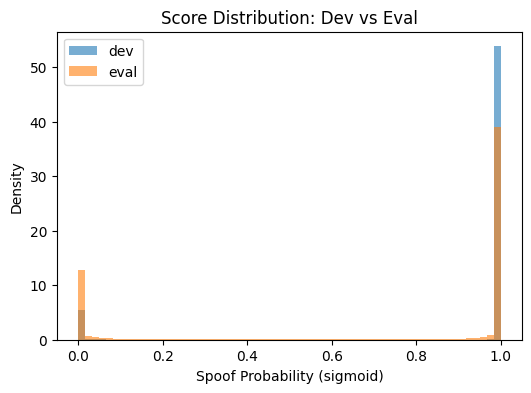 Score Distribution: Dev vs Eval
dev
eval
50
40
30
20
10
0
Density
0.0 0.2 0.4 0.6 0.8 1.0
Spoof Probability (sigmoid)